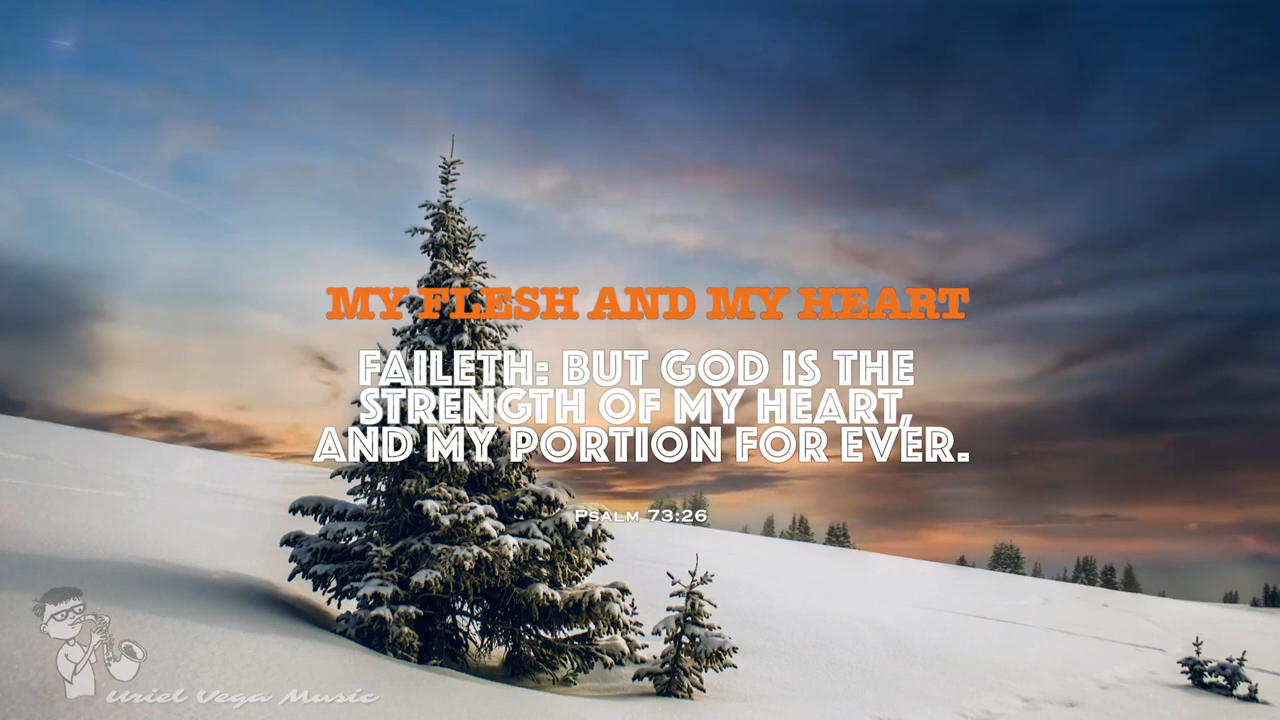 MY FLESH AND MY HEART
FAILETH: BUT GOD IS THE
STRENGTH OF MY HEART,
AND MY PORTION FOR EVER.
PSALM 73:26
Uriel Vega Music